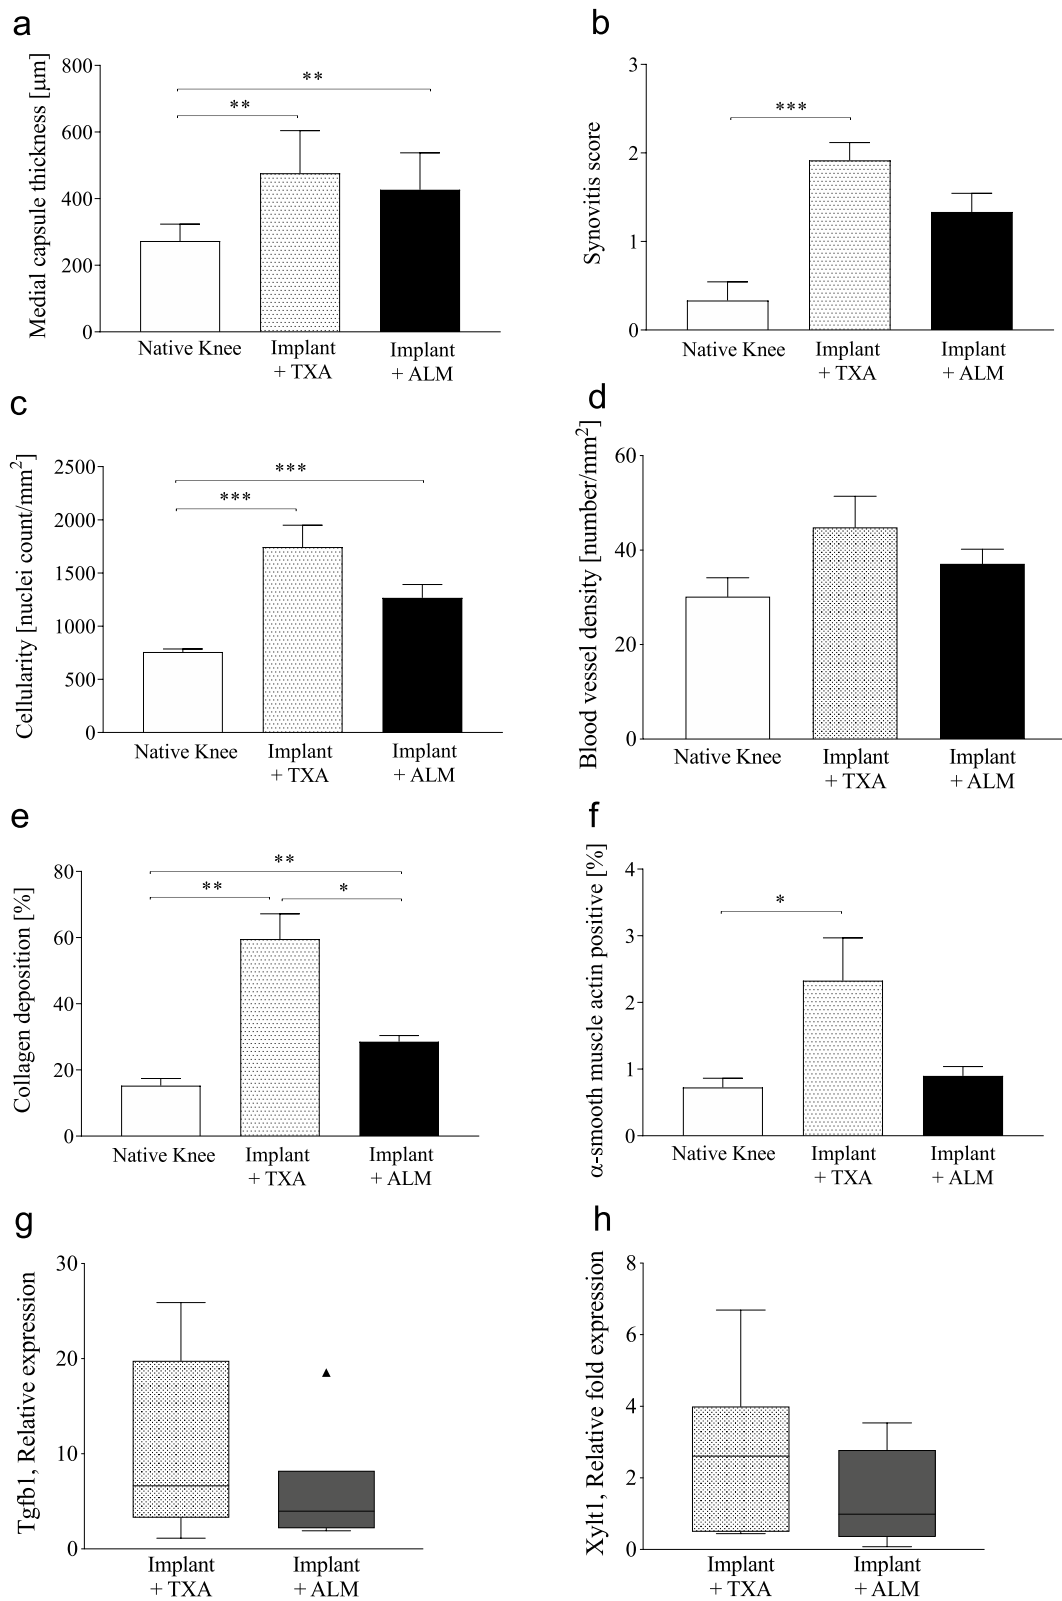 a
Medial capsule thickness [µm]
800
600
400
200
0
**
**
Native Knee
Implant
+ TXA
Implant
+ ALM
b
Synovitis score
3
2
1
0
***
Native Knee
Implant
+ TXA
Implant
+ ALM
c
Cellularity [nuclei count/mm²]
2500
2000
1500
1000
500
0
***
***
Native Knee
Implant
+ TXA
Implant
+ ALM
d
Blood vessel density [number/mm²]
60
40
20
0
Native Knee
Implant
+ TXA
Implant
+ ALM
e
Collagen deposition [%]
80
60
40
20
0
**
**
*
Native Knee
Implant
+ TXA
Implant
+ ALM
f
α-smooth muscle actin positive [%]
4
3
2
1
0
*
Native Knee
Implant
+ TXA
Implant
+ ALM
g
Tgfb1, Relative expression
30
20
10
0
Implant
+ TXA
Implant
+ ALM
h
Xylt1, Relative fold expression
8
6
4
2
0
Implant
+ TXA
Implant
+ ALM